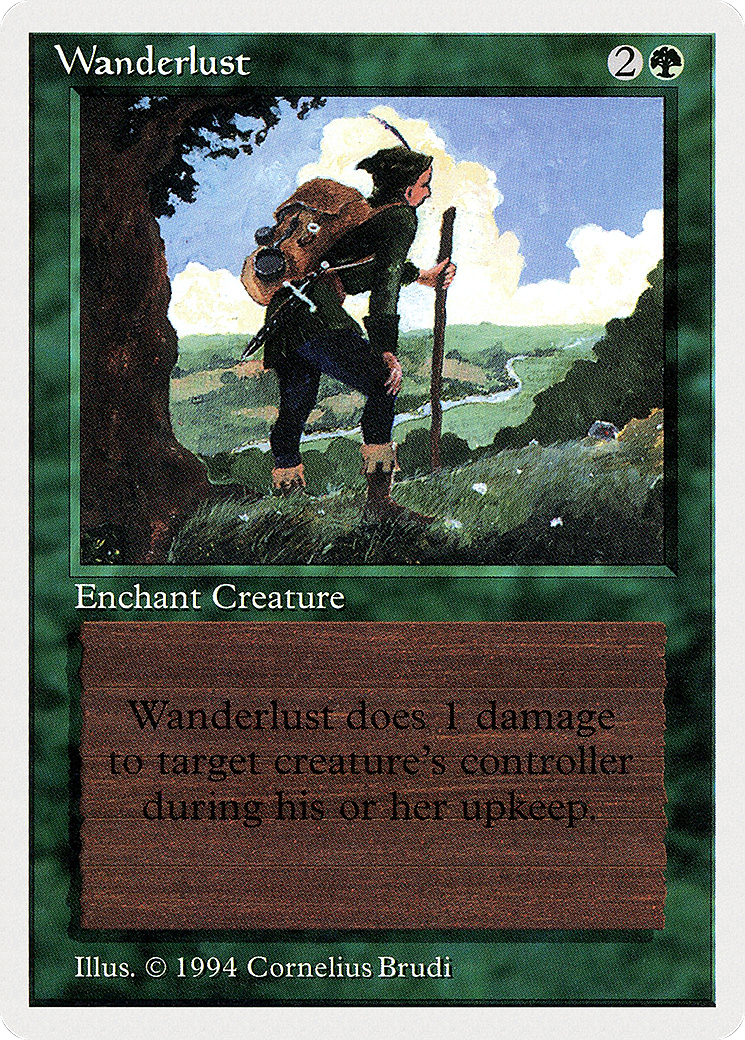 Wanderlust 2
Enchant Creature
Wanderlust does 1 damage
to target creature's controller
during his or her upkeep.
Illus. © 1994 Cornelius Brudi